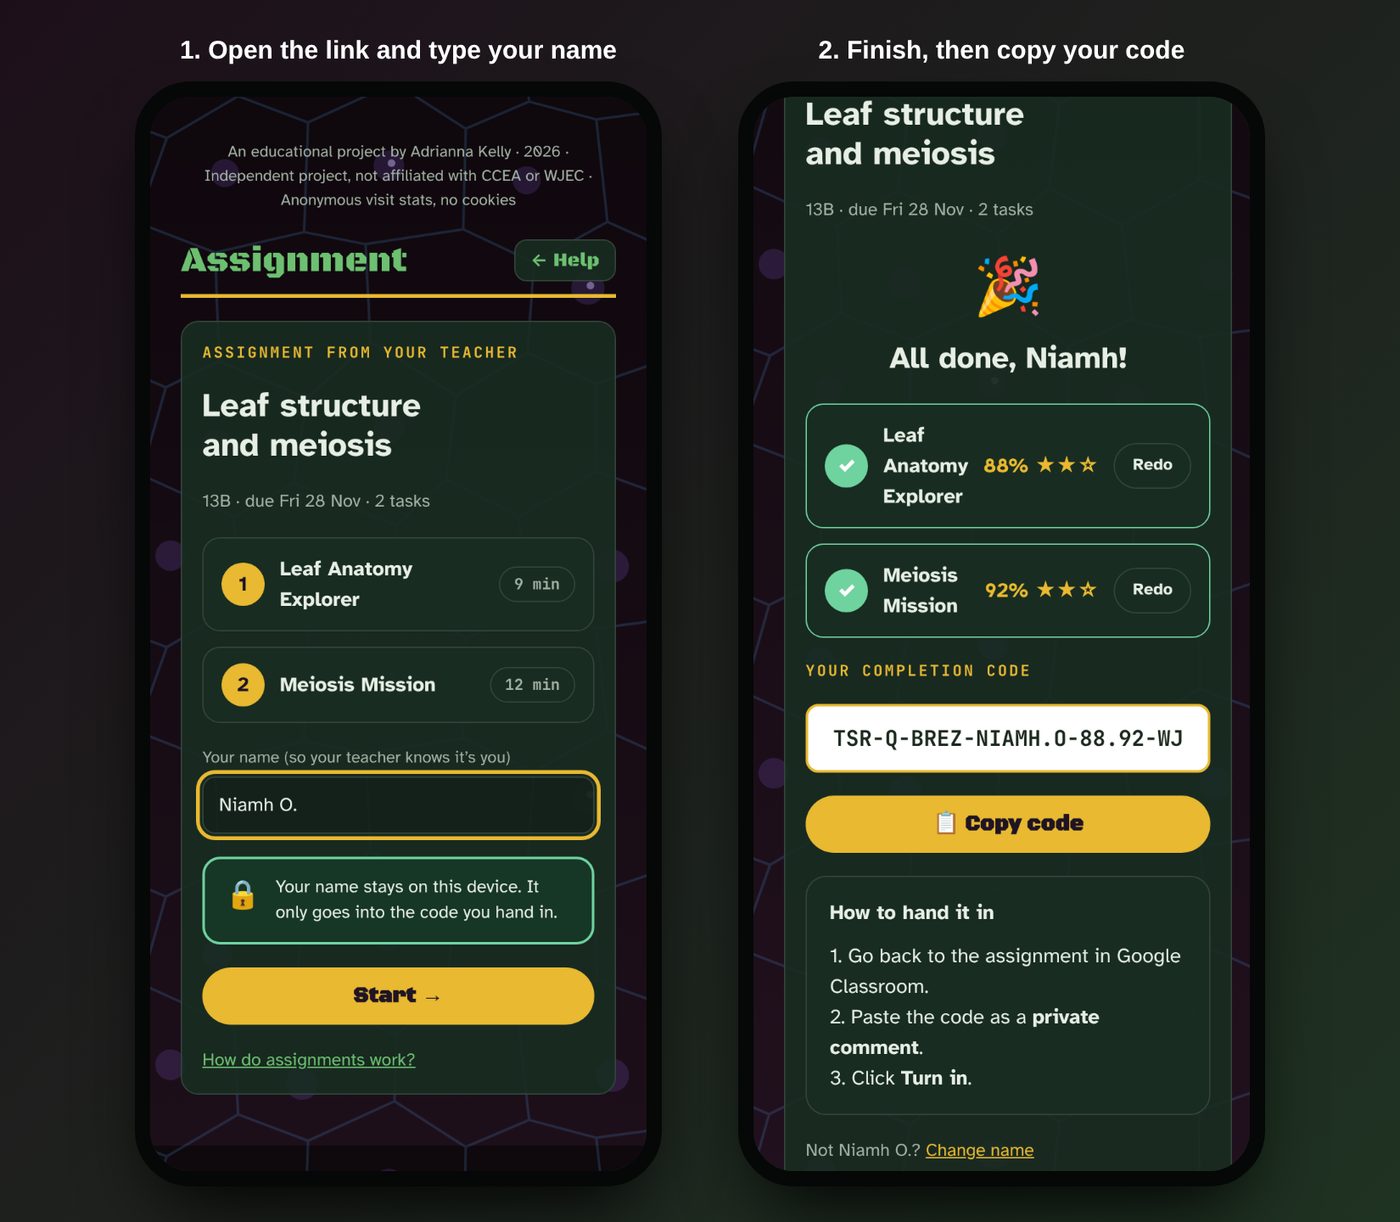 1. Open the link and type your name
An educational project by Adrianna Kelly · 2026 ·
Independent project, not affiliated with CCEA or WJEC ·
Anonymous visit stats, no cookies
Assignment
← Help
ASSIGNMENT FROM YOUR TEACHER
Leaf structure
and meiosis
13B · due Fri 28 Nov · 2 tasks
1
Leaf Anatomy
Explorer
9 min
2
Meiosis Mission
12 min
Your name (so your teacher knows it’s you)
Niamh O.
Your name stays on this device. It
only goes into the code you hand in.
Start →
How do assignments work?
2. Finish, then copy your code
Leaf structure
and meiosis
13B · due Fri 28 Nov · 2 tasks
All done, Niamh!
Leaf
Anatomy
Explorer
88% ★★☆
Redo
Meiosis
Mission
92% ★★☆
Redo
YOUR COMPLETION CODE
TSR-Q-BREZ-NIAMH.O-88.92-WJ
Copy code
How to hand it in
1. Go back to the assignment in Google
Classroom.
2. Paste the code as a private
comment.
3. Click Turn in.
Not Niamh O.? Change name